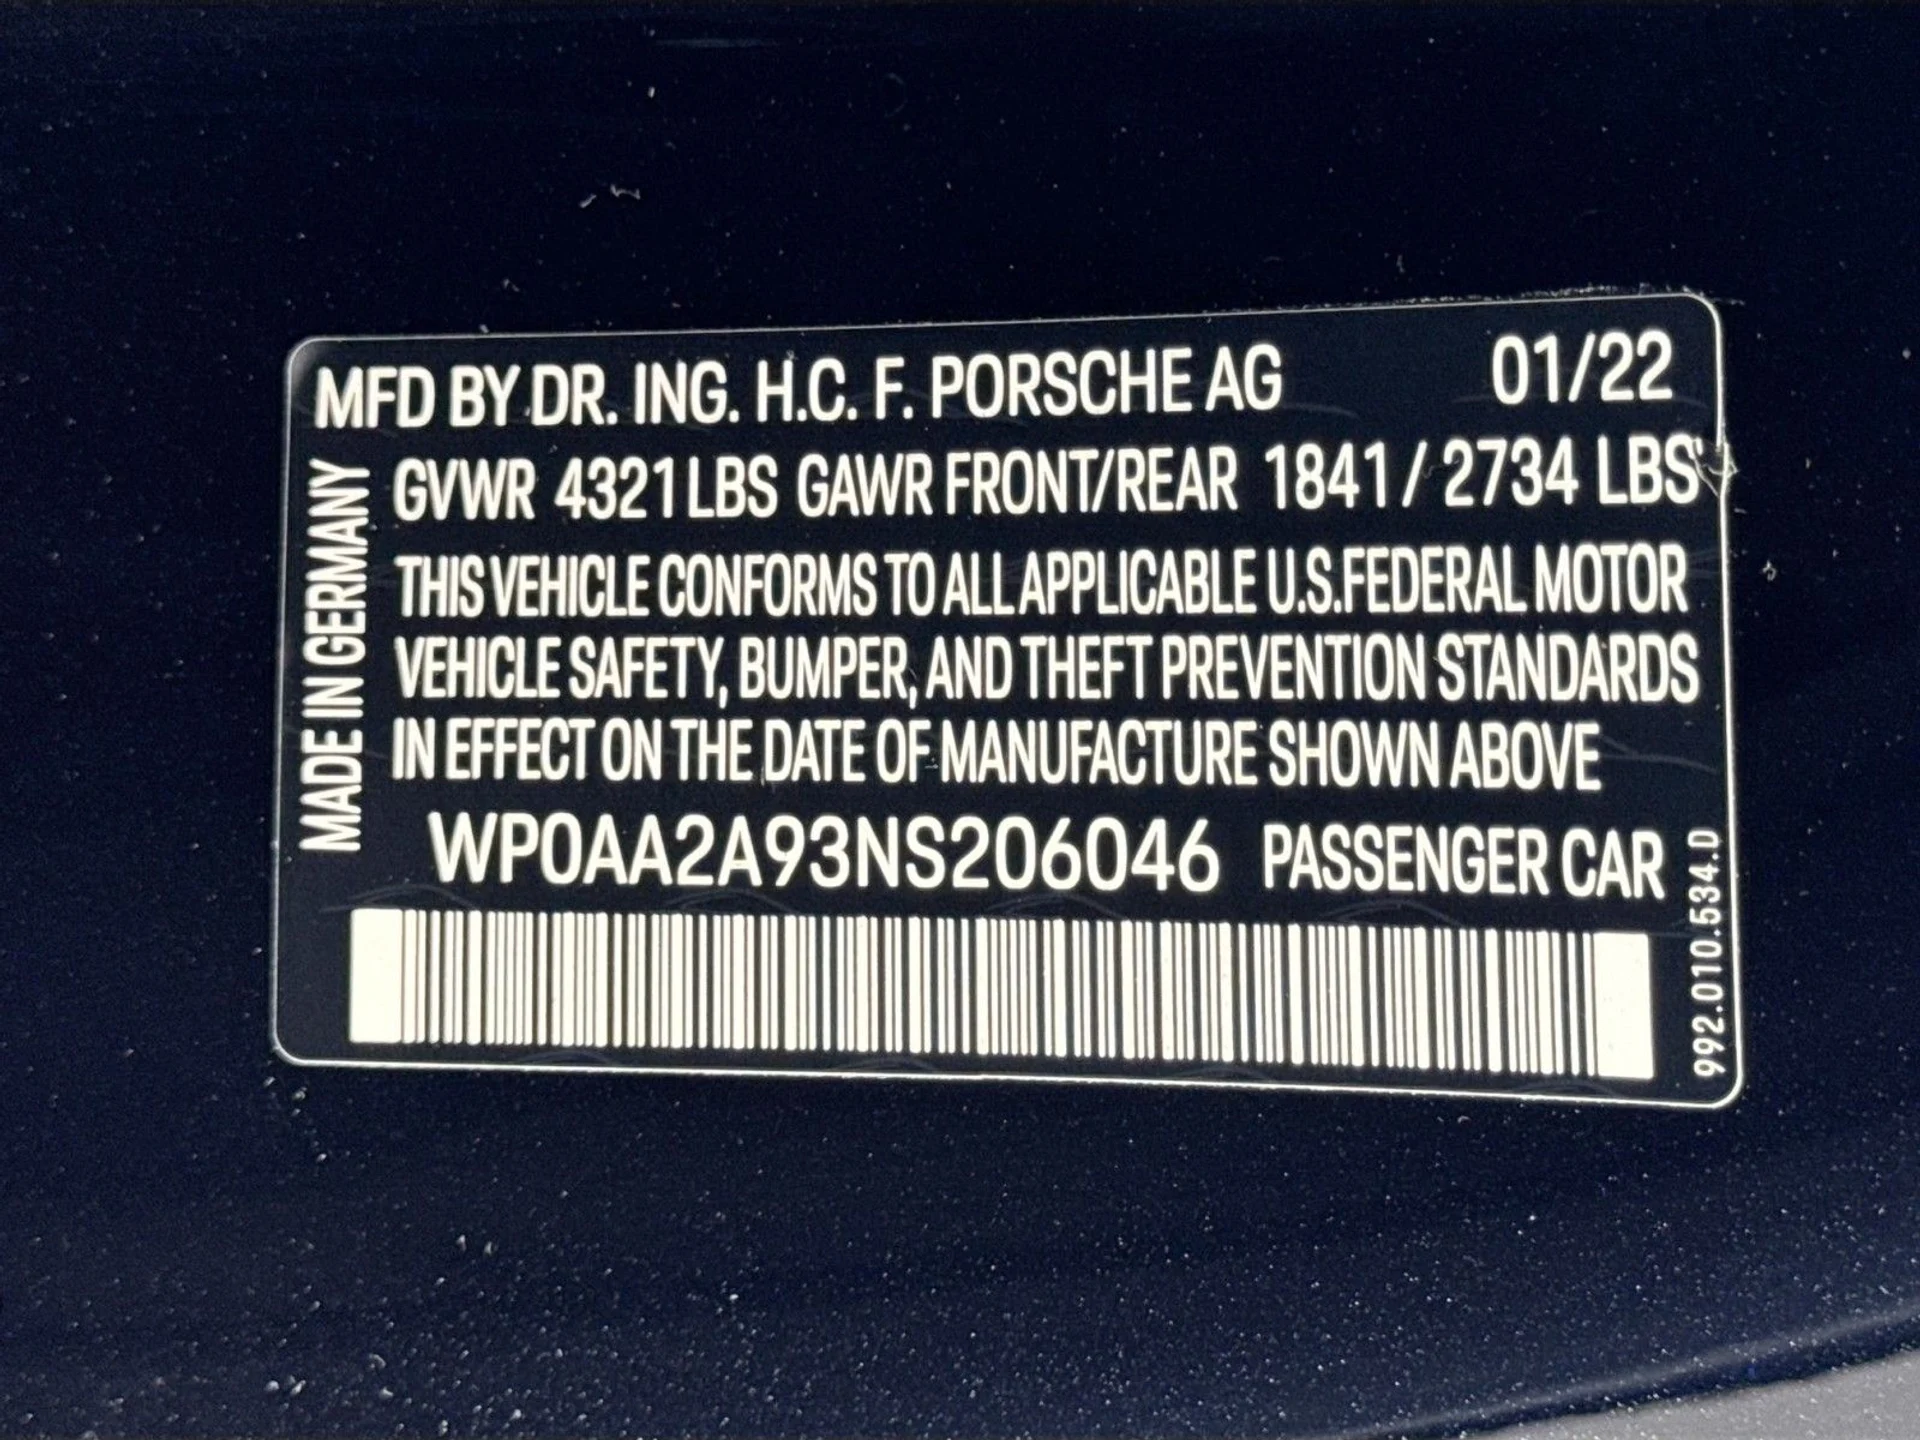 MFD BY DR. ING. H.C. F. PORSCHE AG 01/22
GVWR 4321 LBS GAWR FRONT/REAR 1841 / 2734 LBS
THIS VEHICLE CONFORMS TO ALL APPLICABLE U.S.FEDERAL MOTOR
VEHICLE SAFETY, BUMPER, AND THEFT PREVENTION STANDARDS
IN EFFECT ON THE DATE OF MANUFACTURE SHOWN ABOVE
WP0AA2A93NS206046 PASSENGER CAR
MADE IN GERMANY
992.010.534.D